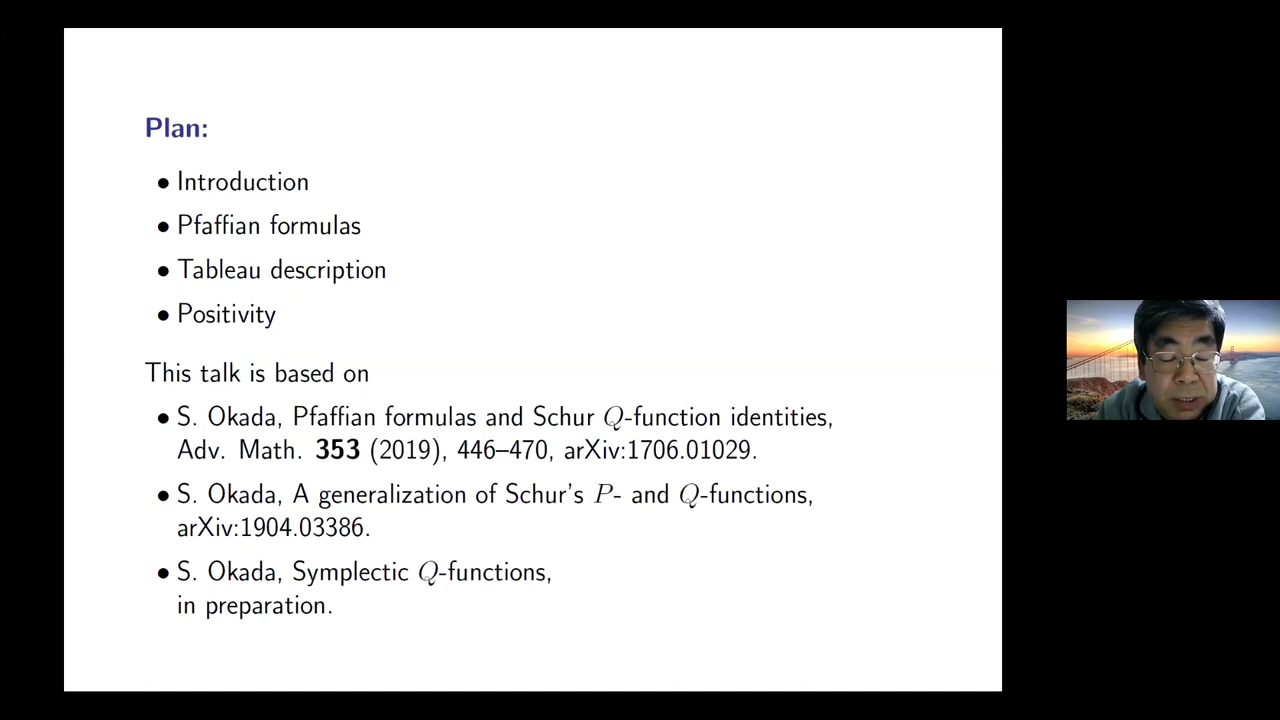 Plan:
• Introduction
• Pfaffian formulas
• Tableau description
• Positivity
This talk is based on
• S. Okada, Pfaffian formulas and Schur Q-function identities,
Adv. Math. 353 (2019), 446–470, arXiv:1706.01029.
• S. Okada, A generalization of Schur's P- and Q-functions,
arXiv:1904.03386.
• S. Okada, Symplectic Q-functions,
in preparation.